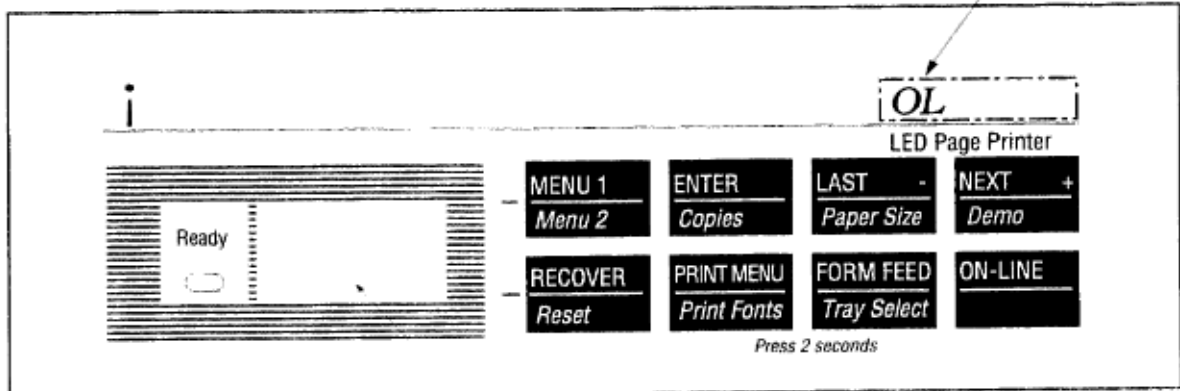 i
OL
LED Page Printer
MENU 1 ENTER LAST - NEXT +
Menu 2 Copies Paper Size Demo
Ready
RECOVER PRINT MENU FORM FEED ON-LINE
Reset Print Fonts Tray Select
Press 2 seconds